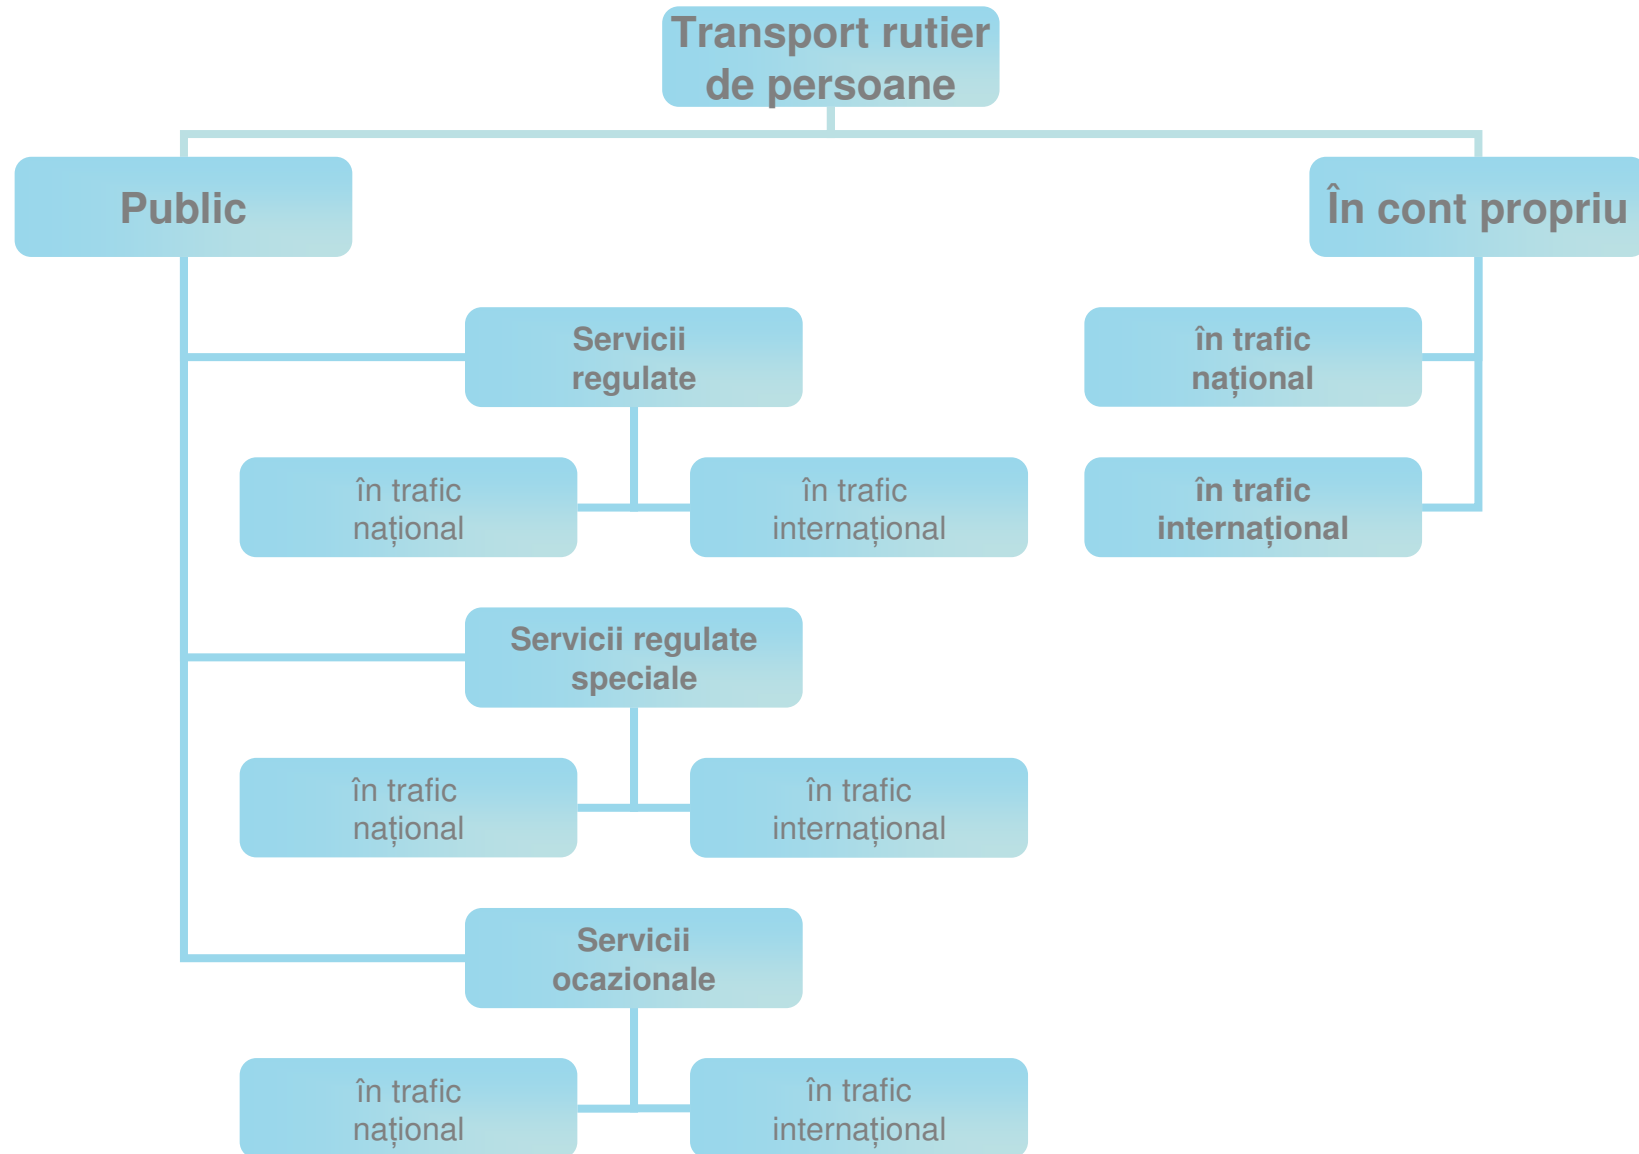 Transport rutier
de persoane
Public
În cont propriu
Servicii
regulate
în trafic
național
în trafic
internațional
în trafic
național
în trafic
internațional
Servicii regulate
speciale
în trafic
național
în trafic
internațional
Servicii
ocazionale
în trafic
național
în trafic
internațional